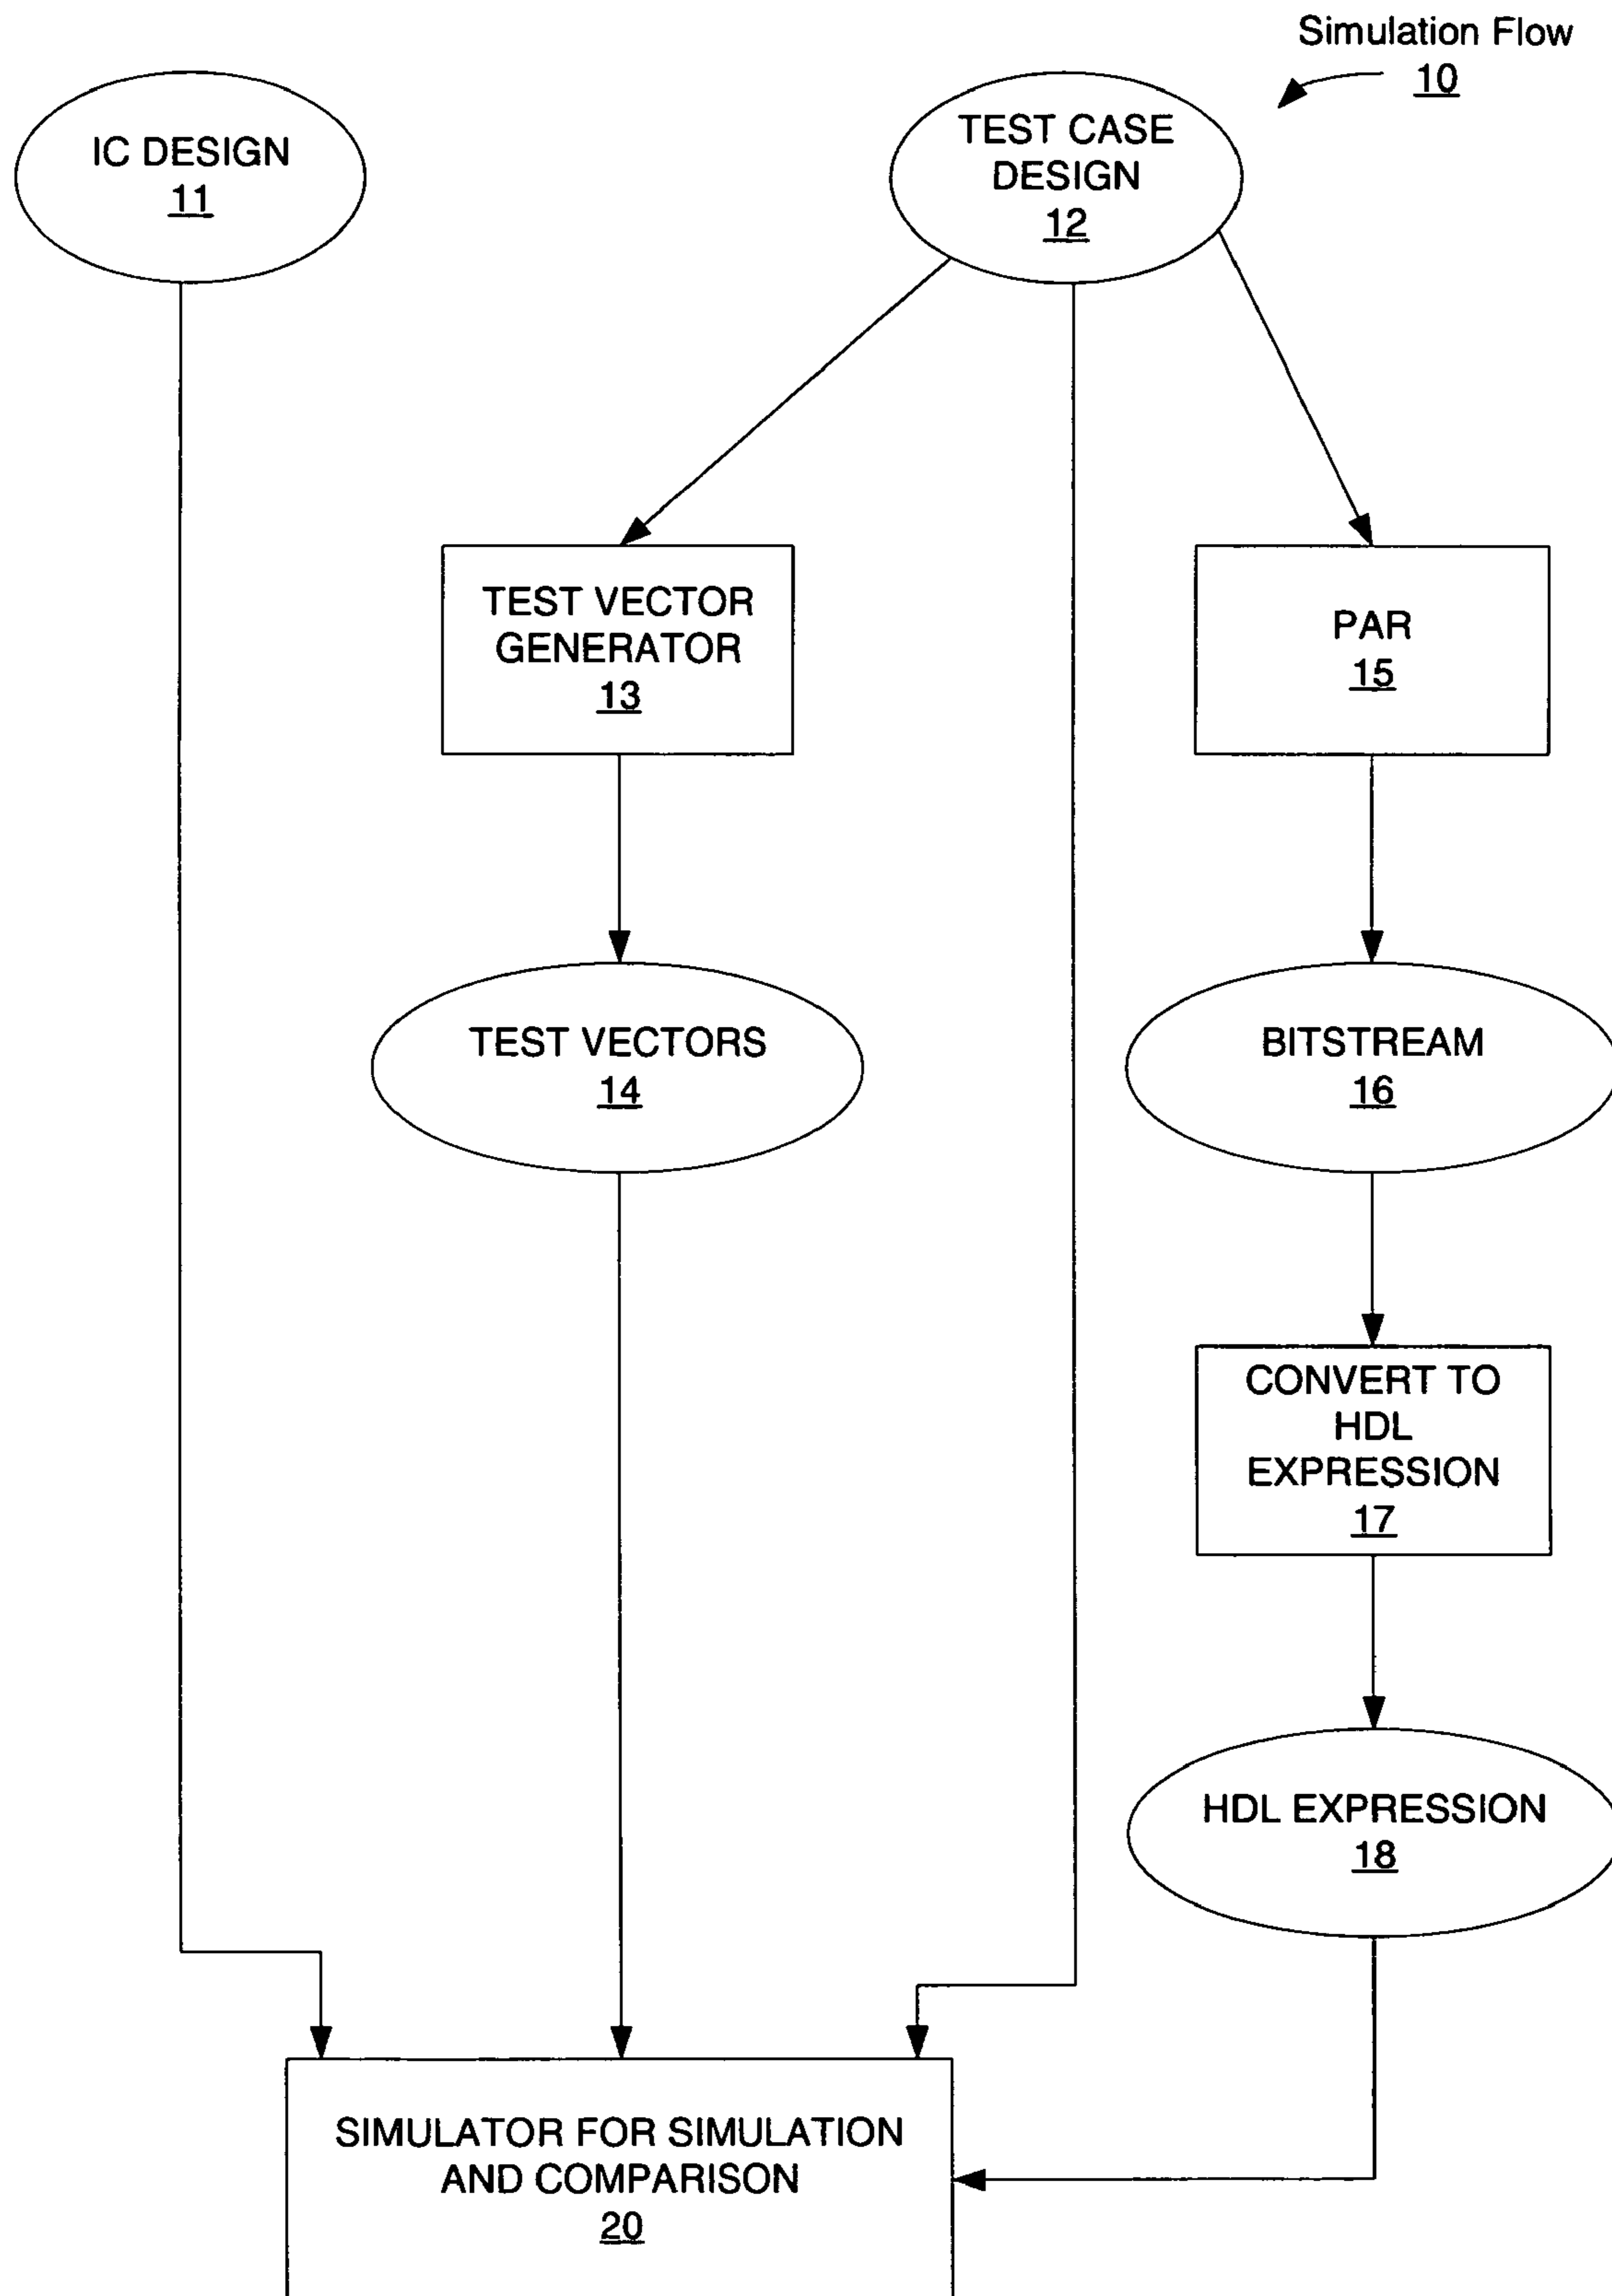 Simulation Flow
10
IC DESIGN
11
TEST CASE
DESIGN
12
TEST VECTOR
GENERATOR
13
PAR
15
TEST VECTORS
14
BITSTREAM
16
CONVERT TO
HDL
EXPRESSION
17
HDL EXPRESSION
18
SIMULATOR FOR SIMULATION
AND COMPARISON
20